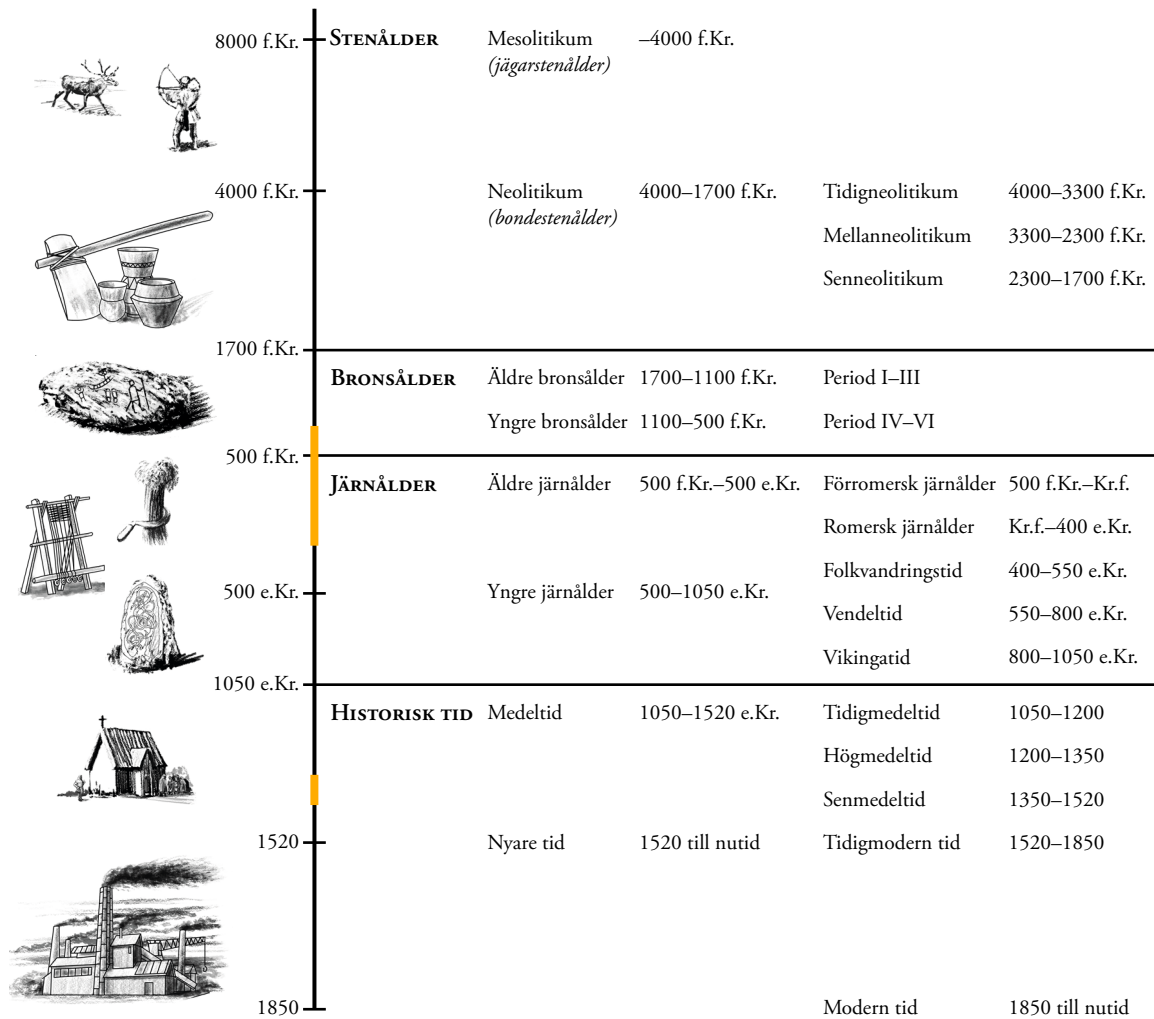 8000 f.Kr. STENÅLDER Mesolitikum –4000 f.Kr.
(jägarstenålder)
4000 f.Kr. Neolitikum 4000–1700 f.Kr. Tidigneolitikum 4000–3300 f.Kr.
(bondestenålder)
Mellanneolitikum 3300–2300 f.Kr.
Senneolitikum 2300–1700 f.Kr.
1700 f.Kr.
BRONSÅLDER Äldre bronsålder 1700–1100 f.Kr. Period I–III
Yngre bronsålder 1100–500 f.Kr. Period IV–VI
500 f.Kr.
JÄRNÅLDER Äldre järnålder 500 f.Kr.–500 e.Kr. Förromersk järnålder 500 f.Kr.–Kr.f.
Romersk järnålder Kr.f.–400 e.Kr.
Folkvandringstid 400–550 e.Kr.
500 e.Kr. Yngre järnålder 500–1050 e.Kr.
Vendeltid 550–800 e.Kr.
Vikingatid 800–1050 e.Kr.
1050 e.Kr.
HISTORISK TID Medeltid 1050–1520 e.Kr. Tidigmedeltid 1050–1200
Högmedeltid 1200–1350
Senmedeltid 1350–1520
1520 Nyare tid 1520 till nutid Tidigmodern tid 1520–1850
1850 Modern tid 1850 till nutid